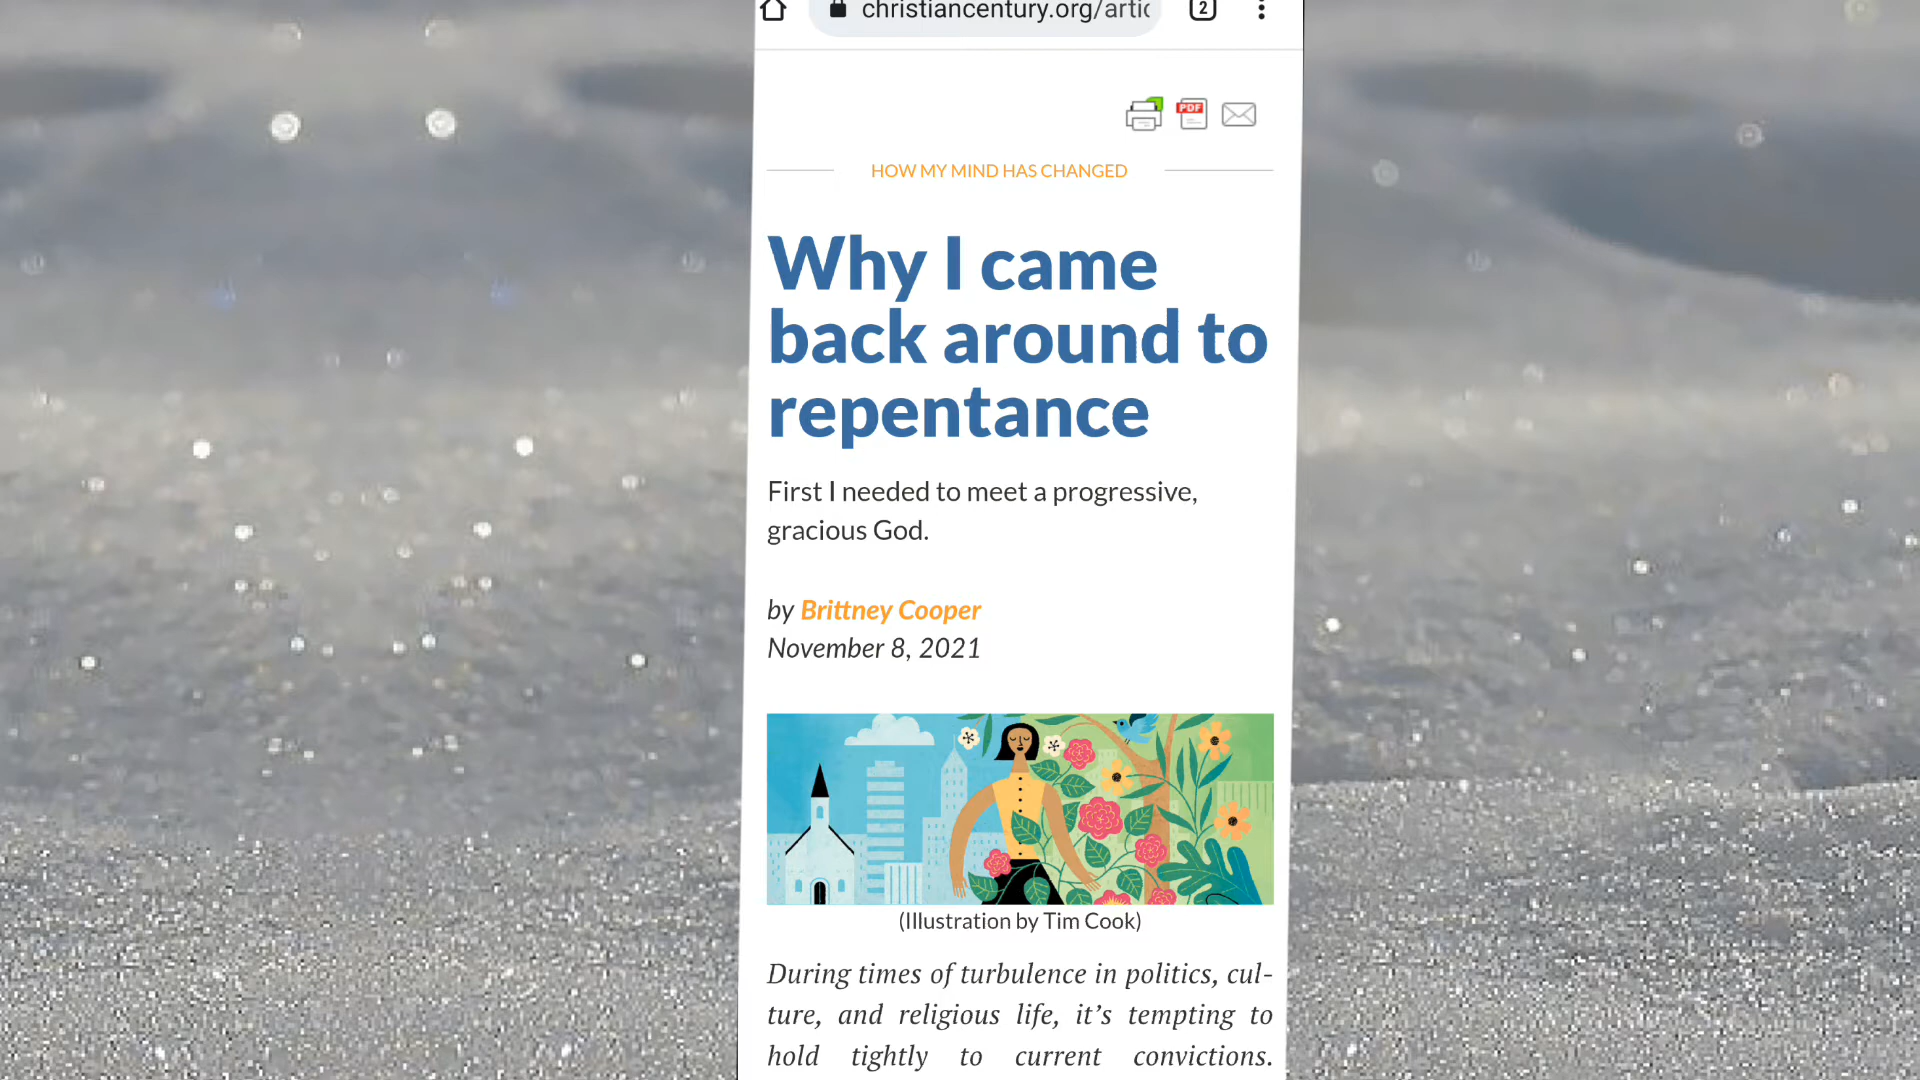 christiancentury.org/artic
2
PDF
HOW MY MIND HAS CHANGED
Why I came
back around to
repentance
First I needed to meet a progressive,
gracious God.
by Brittney Cooper
November 8, 2021
(Illustration by Tim Cook)
During times of turbulence in politics, cul-
ture, and religious life, it’s tempting to
hold tightly to current convictions.